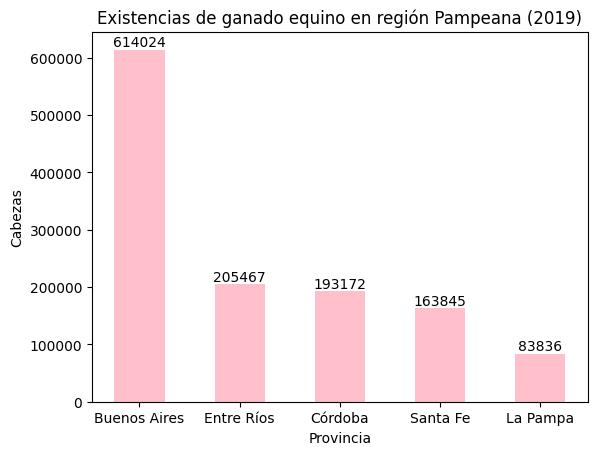 Existencias de ganado equino en región Pampeana (2019)
614024
600000
500000
400000
300000
205467
193172
200000
163845
83836
100000
0
Cabezas
Buenos Aires
Entre Ríos
Córdoba
Santa Fe
La Pampa
Provincia